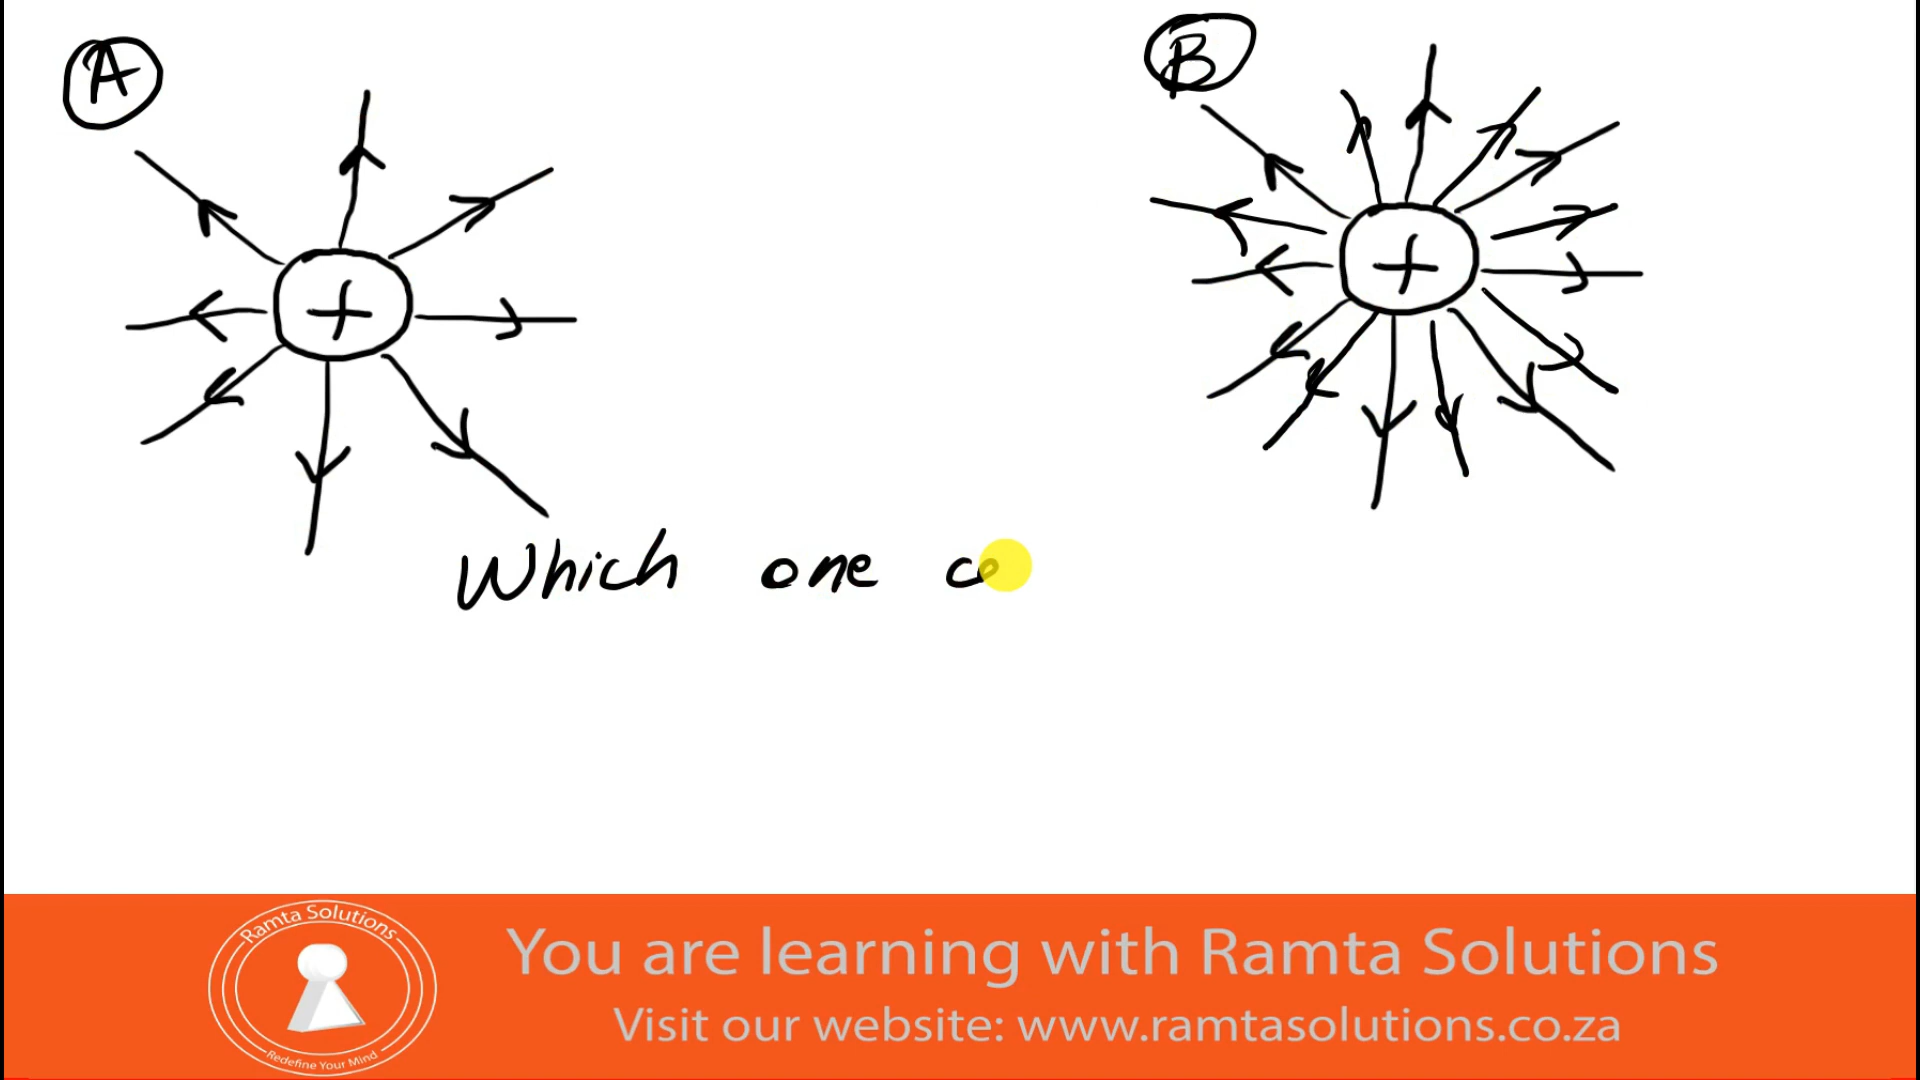 A
B
+
+
Which one co
Ramta Solutions
Redefine Your Mind
You are learning with Ramta Solutions
Visit our website: www.ramtasolutions.co.za